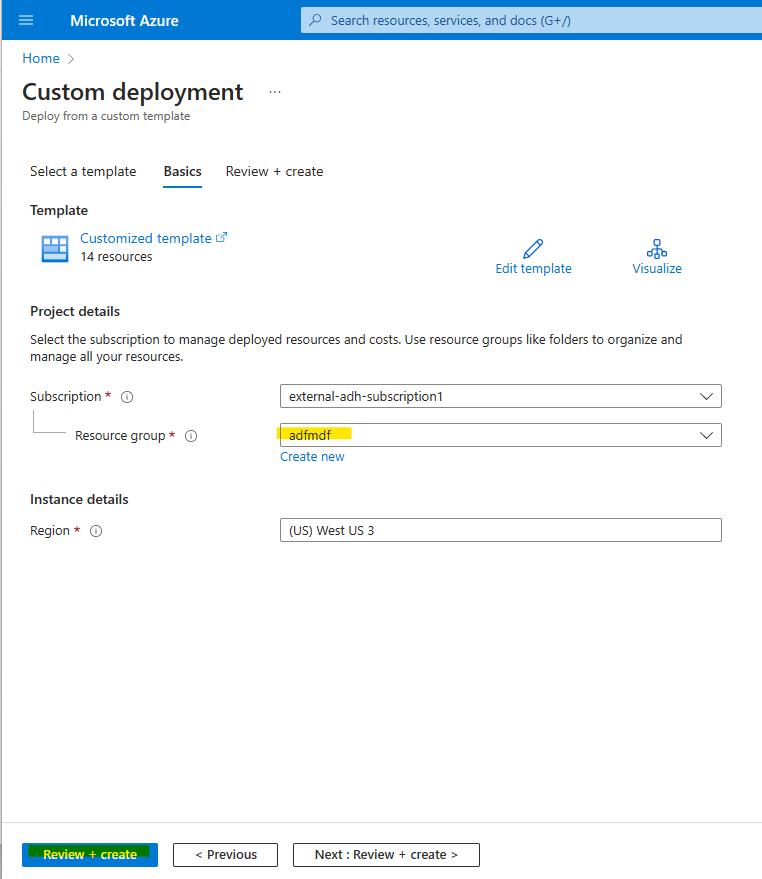 Microsoft Azure
Search resources, services, and docs (G+/)
Home
Custom deployment ...
Deploy from a custom template
Select a template
Basics
Review + create
Template
Customized template
14 resources
Edit template
Visualize
Project details
Select the subscription to manage deployed resources and costs. Use resource groups like folders to organize and
manage all your resources.
Subscription *
external-adh-subscription1
Resource group *
adfmdf
Create new
Instance details
Region *
(US) West US 3
Review + create
< Previous
Next : Review + create >